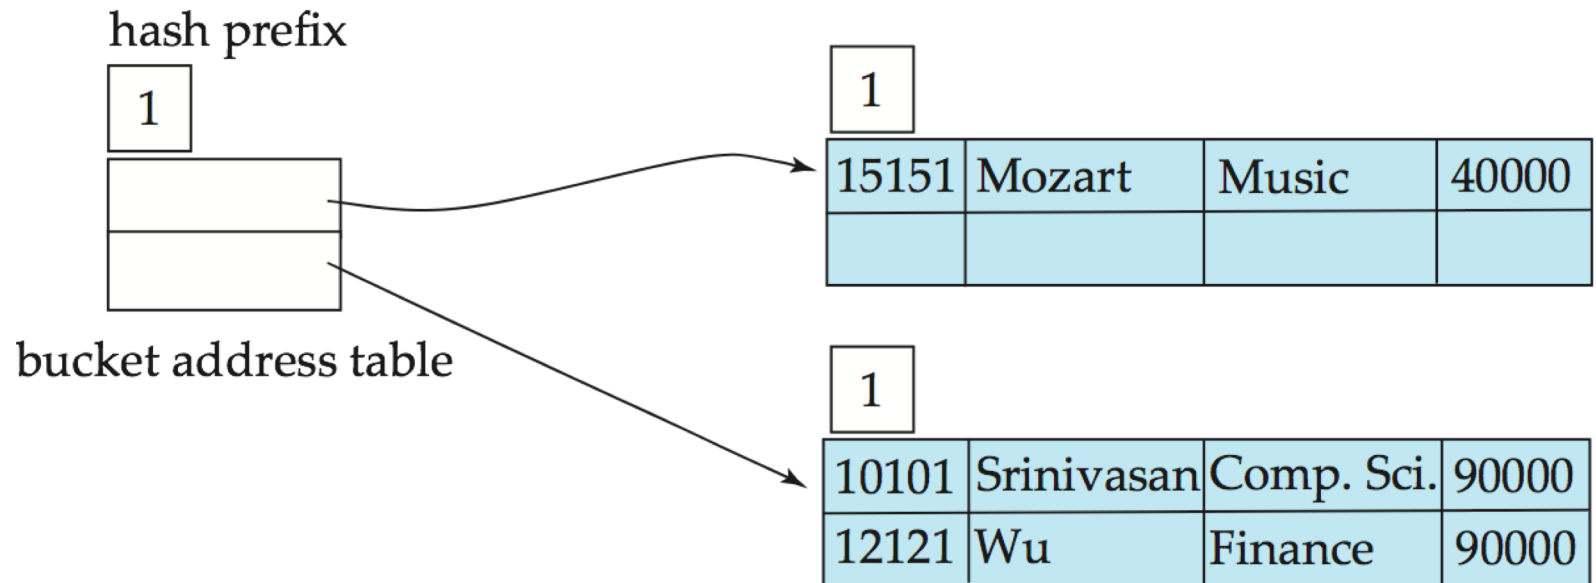 hash prefix
1
1
15151 Mozart Music 40000
bucket address table
1
10101 Srinivasan Comp. Sci. 90000
12121 Wu Finance 90000